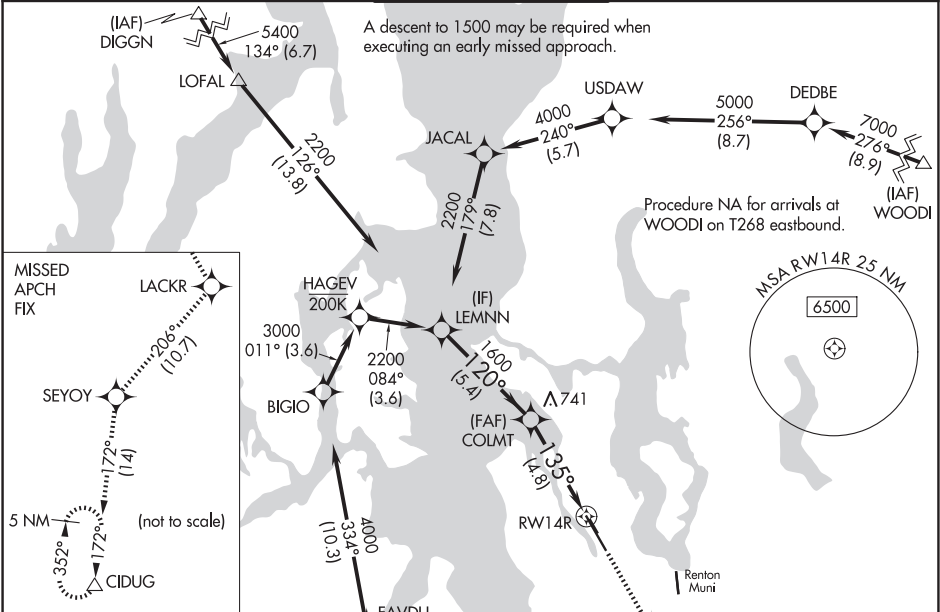 (IAF)
DIGGN
5400
134° (6.7)
A descent to 1500 may be required when
executing an early missed approach.
LOFAL
USDAW
DEDBE
4000
240°
(5.7)
5000
256°
(8.7)
7000
276°
(8.9)
JACAL
(IAF)
WOODI
2200
126°
(13.8)
2200
179°
(7.8)
Procedure NA for arrivals at
WOODI on T268 eastbound.
MISSED
APCH
FIX
LACKR
206°
(10.7)
SEYOY
172°
(14)
5 NM
(not to scale)
352°
172°
CIDUG
HAGEV
200K
(IF)
LEMNN
MSA RW14R 25 NM
6500
3000
011° (3.6)
2200
084°
(3.6)
BIGIO
1600
120°
(5.4)
741
(FAF)
COLMT
135°
(4.8)
RW14R
4000
334°
(10.3)
Renton
Muni